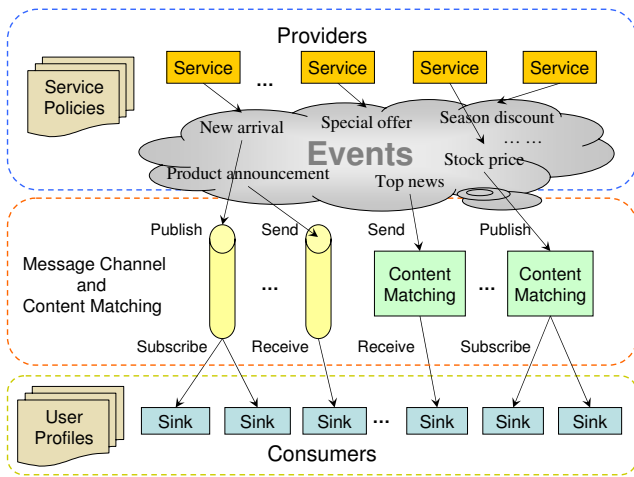 Providers
Service
Policies
Service
...
Service
Service
Service
New arrival
Special offer
Season discount
... ...
Events
Stock price
Product announcement
Top news
Publish
Send
Send
Publish
Message Channel
and
Content Matching
...
Content
Matching
...
Content
Matching
Subscribe
Receive
Receive
Subscribe
User
Profiles
Sink
Sink
Sink
...
Sink
Sink
Sink
Consumers